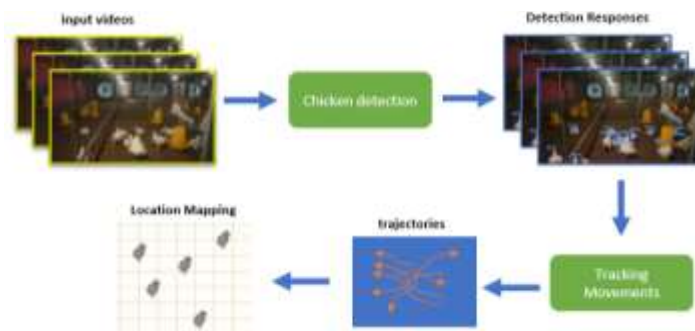 Input videos
Detection Responses
Chicken detection
Location Mapping
trajectories
Tracking
Movements